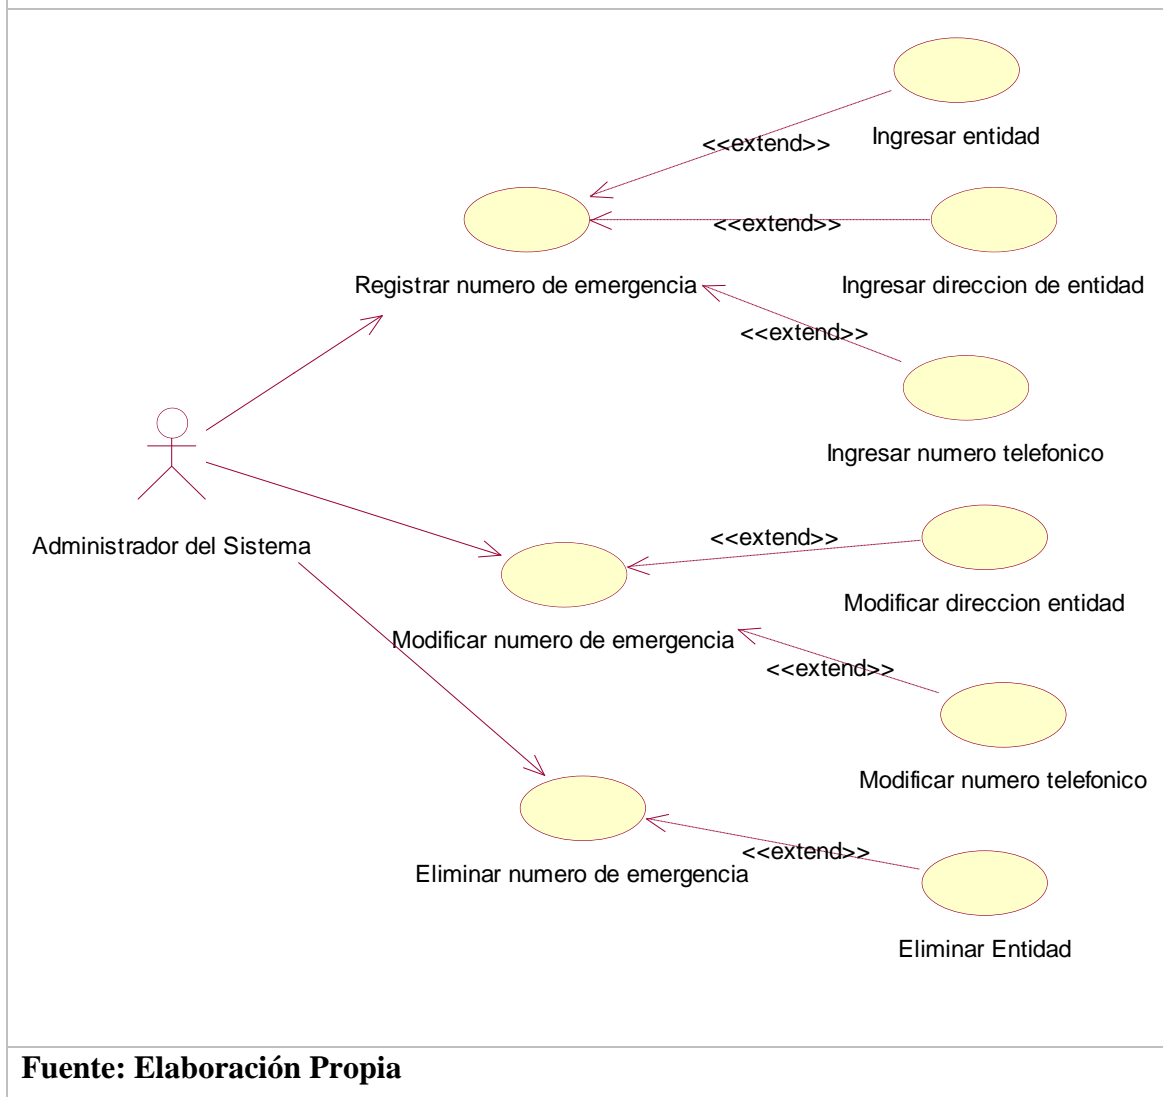 Ingresar entidad
<<extend>>
<<extend>>
Registrar numero de emergencia
Ingresar direccion de entidad
<<extend>>
Ingresar numero telefonico
Administrador del Sistema
<<extend>>
Modificar direccion entidad
Modificar numero de emergencia
<<extend>>
Modificar numero telefonico
<<extend>>
Eliminar numero de emergencia
Eliminar Entidad
Fuente: Elaboración Propia